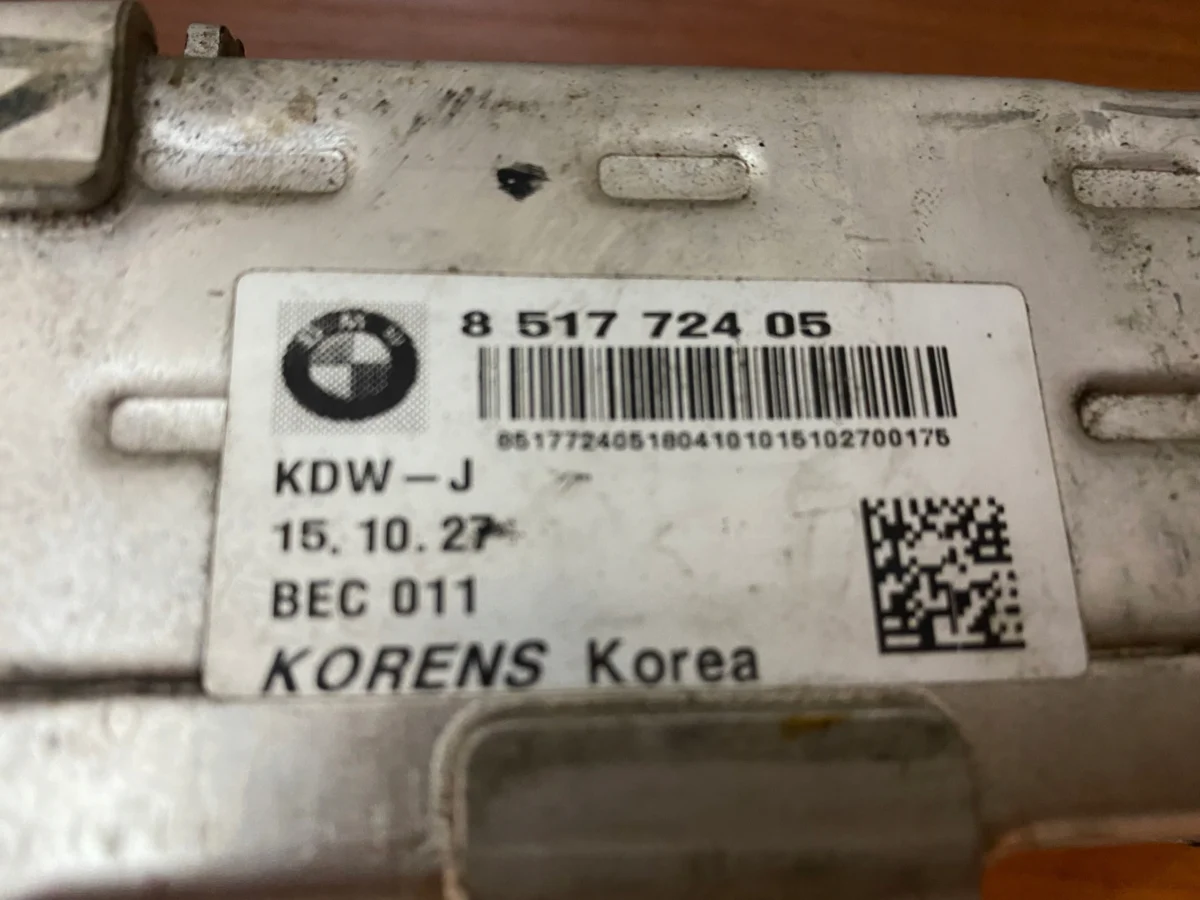 8 517 724 05
8517724051804101015102700175
KDW-J
15. 10. 27
BEC 011
KORENS Korea